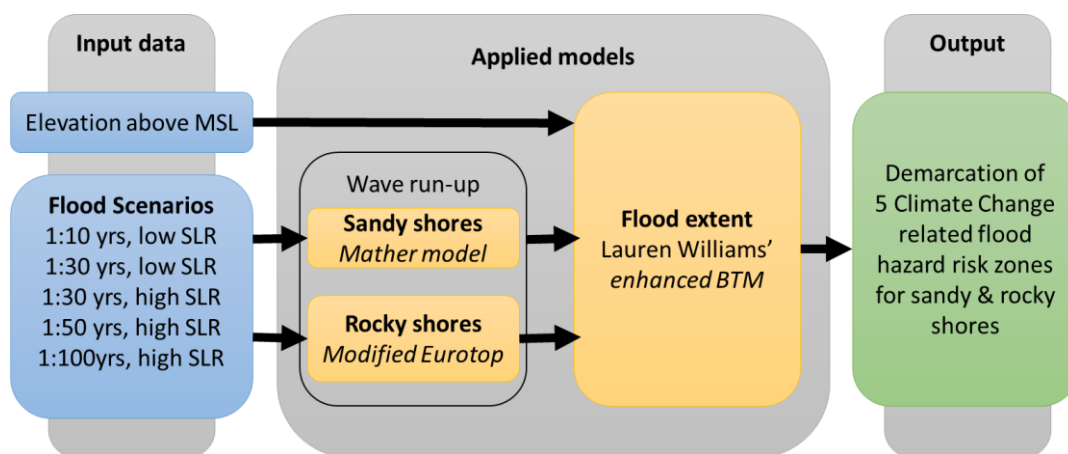 Input data
Elevation above MSL
Flood Scenarios
1:10 yrs, low SLR
1:30 yrs, low SLR
1:30 yrs, high SLR
1:50 yrs, high SLR
1:100yrs, high SLR
Applied models
Wave run-up
Sandy shores
Mather model
Rocky shores
Modified Eurotop
Flood extent
Lauren Williams’
enhanced BTM
Output
Demarcation of
5 Climate Change
related flood
hazard risk zones
for sandy & rocky
shores